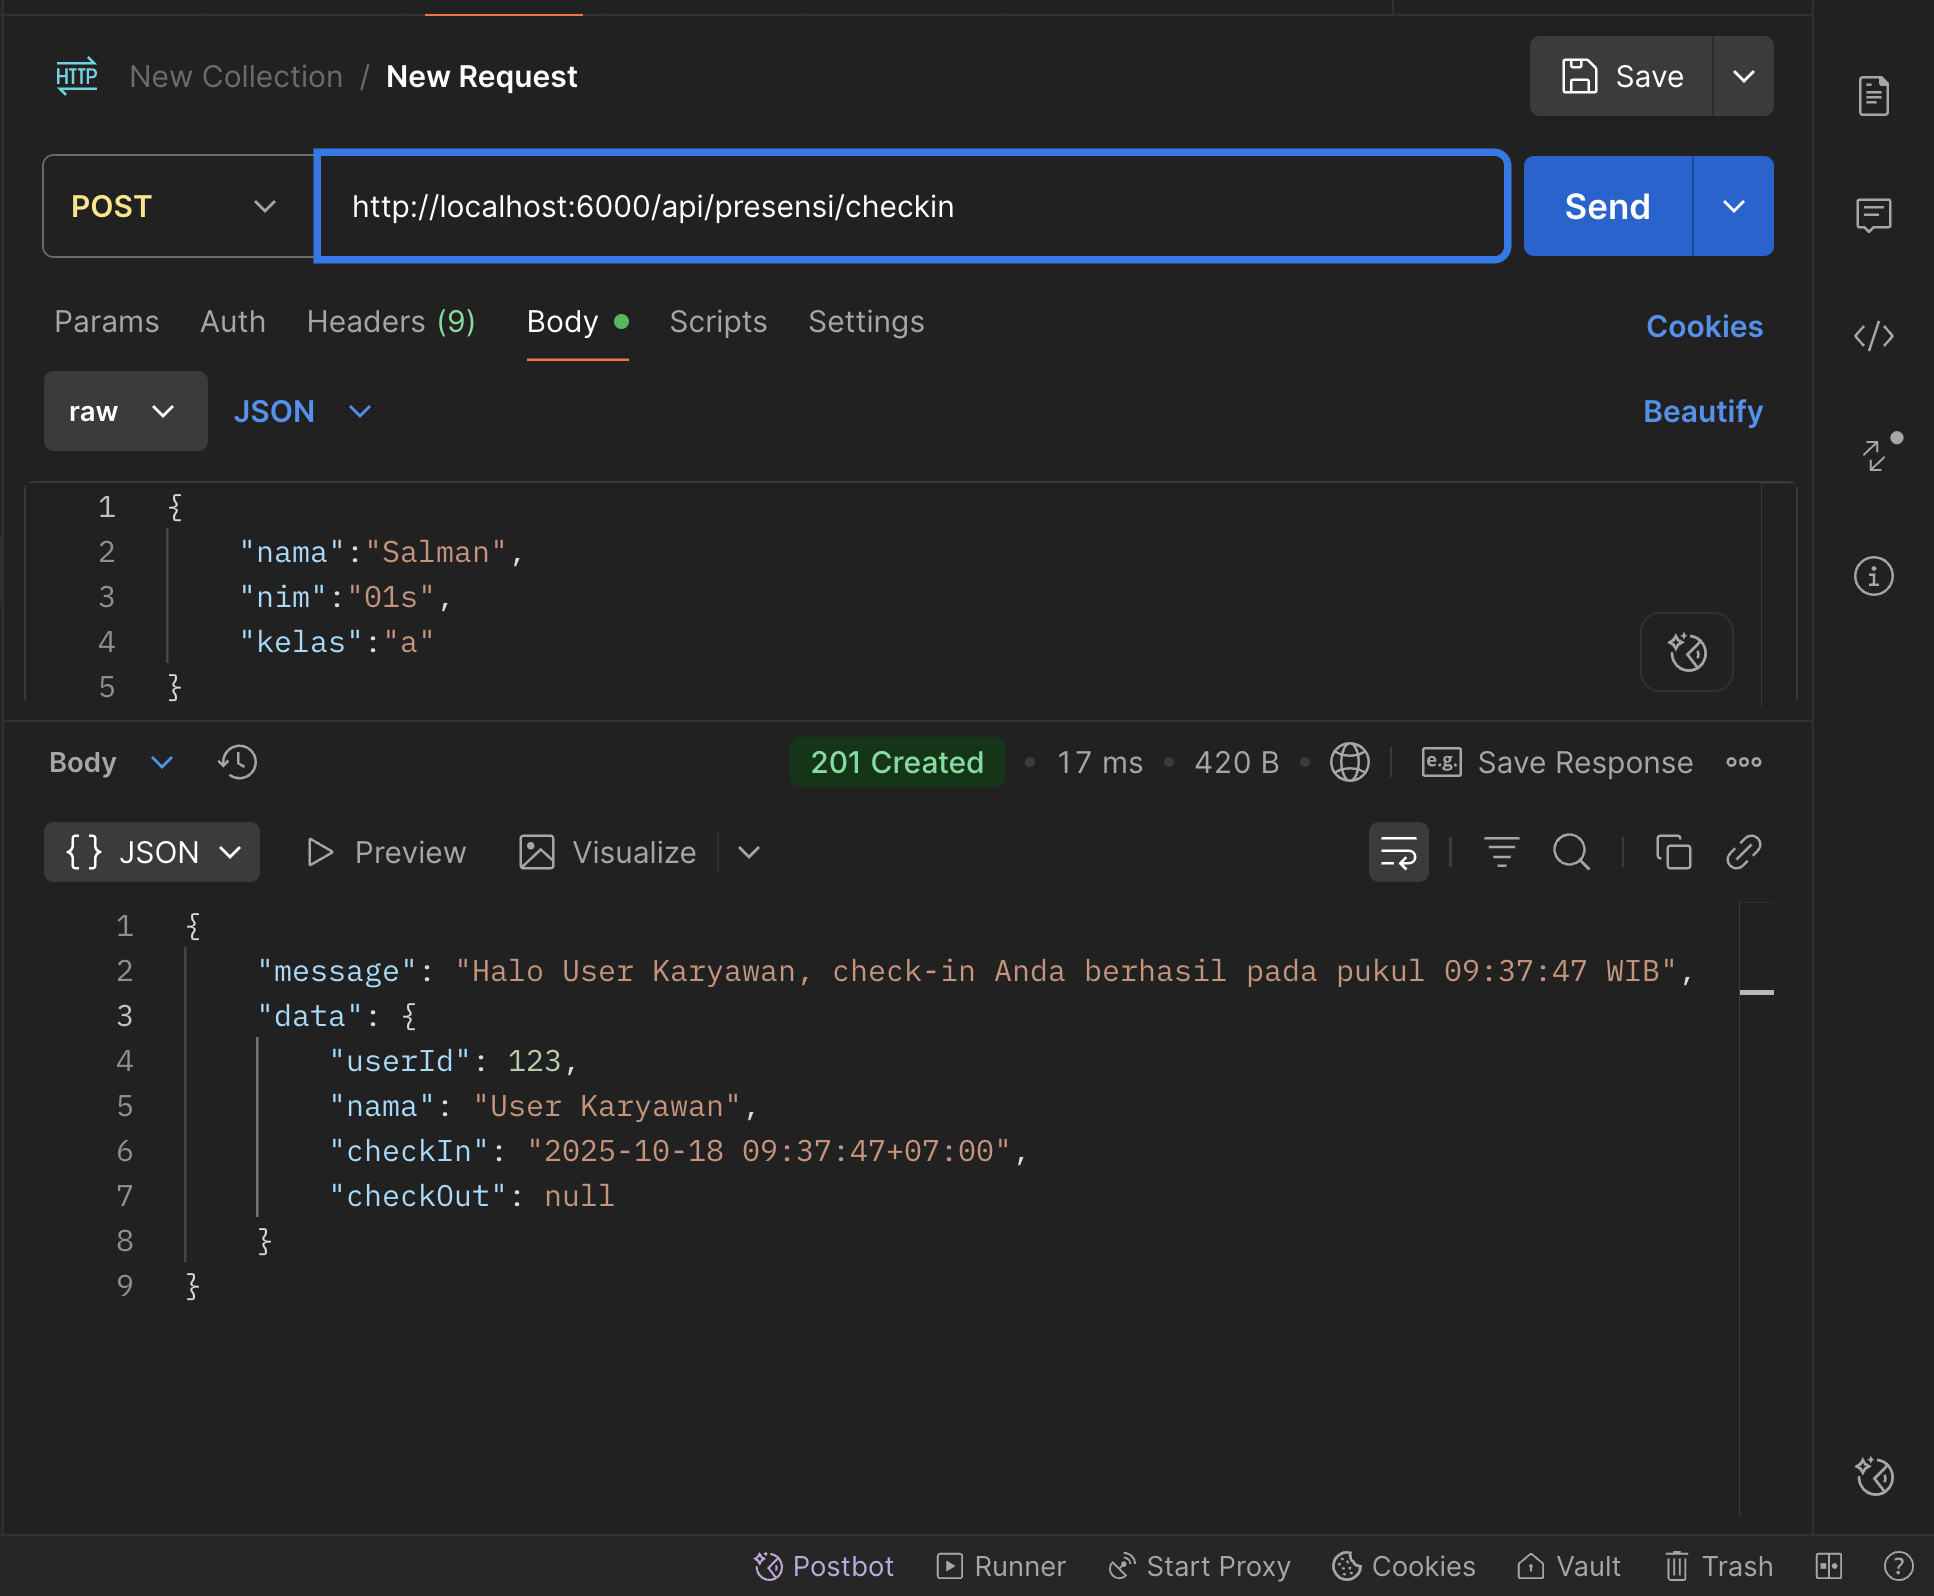 HTTP New Collection / New Request Save
POST http://localhost:6000/api/presensi/checkin Send
Params Auth Headers (9) Body Scripts Settings Cookies
raw JSON Beautify
1 {
2 "nama":"Salman",
3 "nim":"01s",
4 "kelas":"a"
5 }
Body 201 Created • 17 ms • 420 B • e.g. Save Response
{} JSON Preview Visualize
1 {
2 "message": "Halo User Karyawan, check-in Anda berhasil pada pukul 09:37:47 WIB",
3 "data": {
4 "userId": 123,
5 "nama": "User Karyawan",
6 "checkIn": "2025-10-18 09:37:47+07:00",
7 "checkOut": null
8 }
9 }
Postbot Runner Start Proxy Cookies Vault Trash